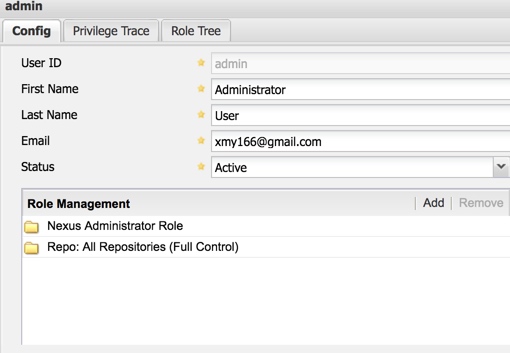 admin
Config Privilege Trace Role Tree
User ID admin
First Name Administrator
Last Name User
Email xmy166@gmail.com
Status Active
Role Management Add Remove
Nexus Administrator Role
Repo: All Repositories (Full Control)